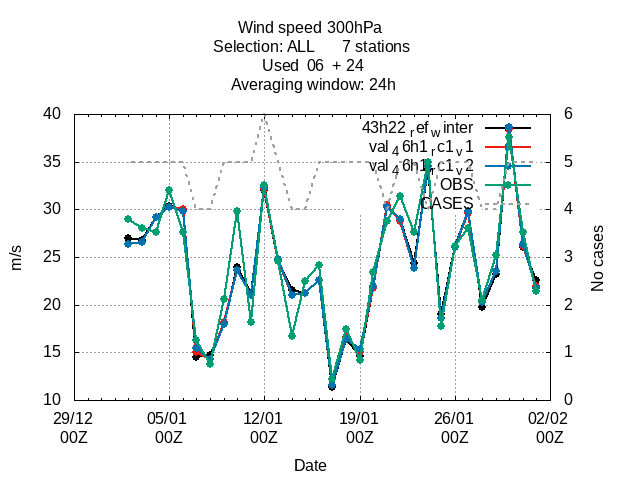 Wind speed 300hPa
Selection: ALL 7 stations
Used 06 + 24
Averaging window: 24h
40 6
43h22_ref_winter
val_46h1_rc1_v1
35 5
val_46h1_rc1_v2
OBS
30 4
CASES
25 3
m/s
No cases
20 2
15 1
10 0
29/12 05/01 12/01 19/01 26/01 02/02
00Z 00Z 00Z 00Z 00Z 00Z
Date